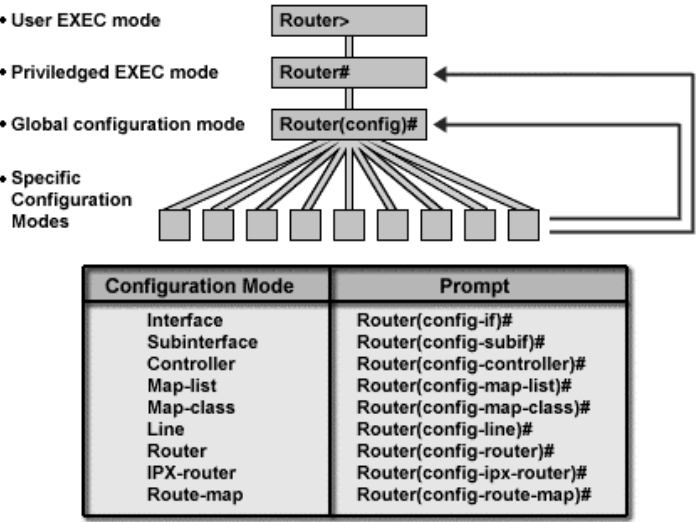 • User EXEC mode Router>
• Priviledged EXEC mode Router#
• Global configuration mode Router(config)#
• Specific
Configuration
Modes
Configuration Mode Prompt
Interface Router(config-if)#
Subinterface Router(config-subif)#
Controller Router(config-controller)#
Map-list Router(config-map-list)#
Map-class Router(config-map-class)#
Line Router(config-line)#
Router Router(config-router)#
IPX-router Router(config-ipx-router)#
Route-map Router(config-route-map)#